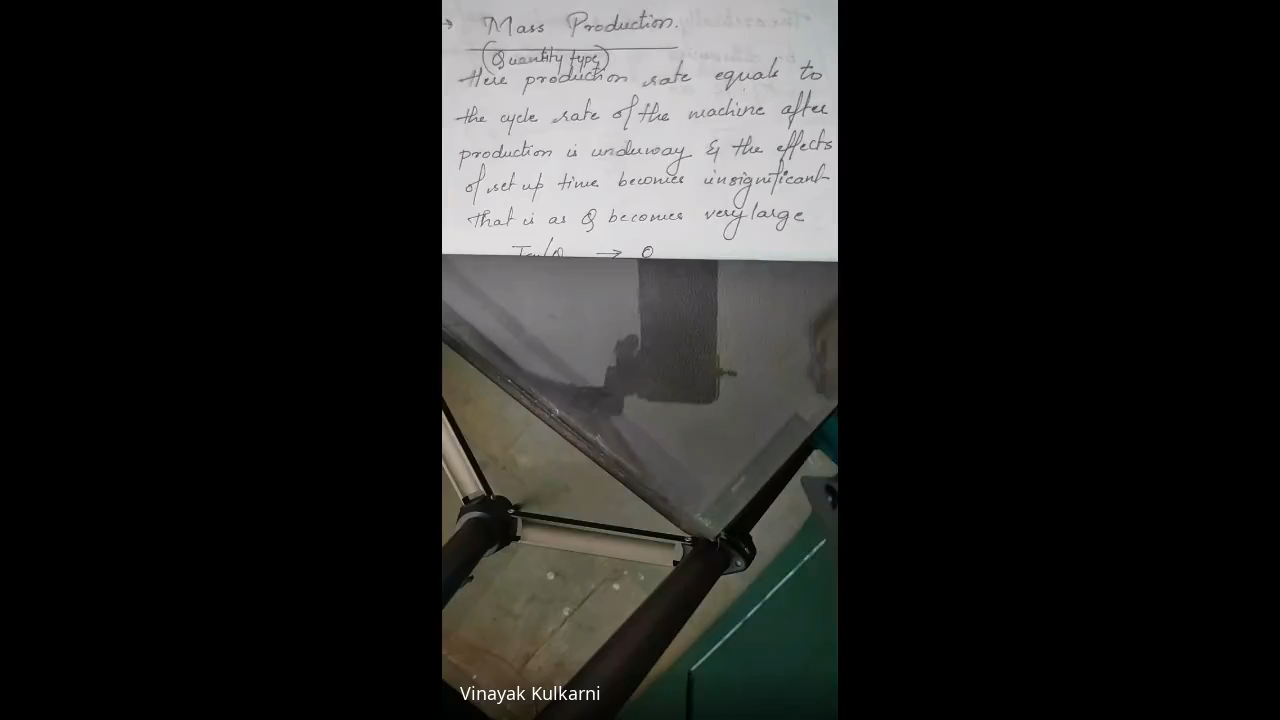 Mass Production.
(Quantity type)
Here production rate equals to
the cycle rate of the machine after
production is underway & the effects
of set up time becomes insignificant
that is as Q becomes very large
→ 0
Vinayak Kulkarni